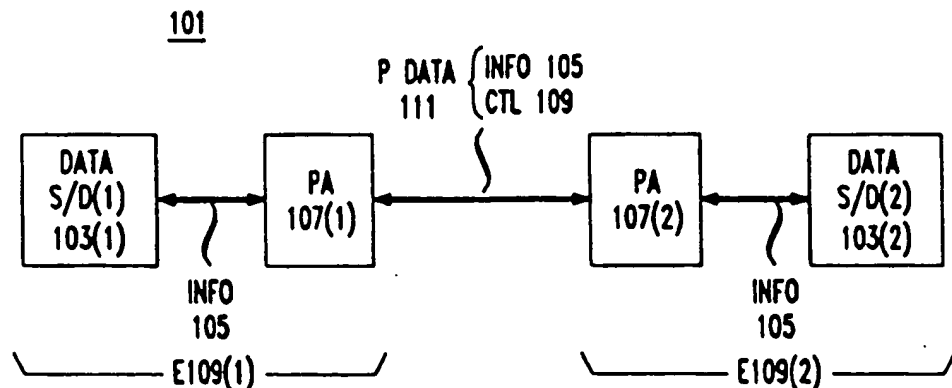 101
P DATA
111
INFO 105
CTL 109
DATA
S/D(1)
103(1)
PA
107(1)
PA
107(2)
DATA
S/D(2)
103(2)
INFO
105
INFO
105
E109(1)
E109(2)